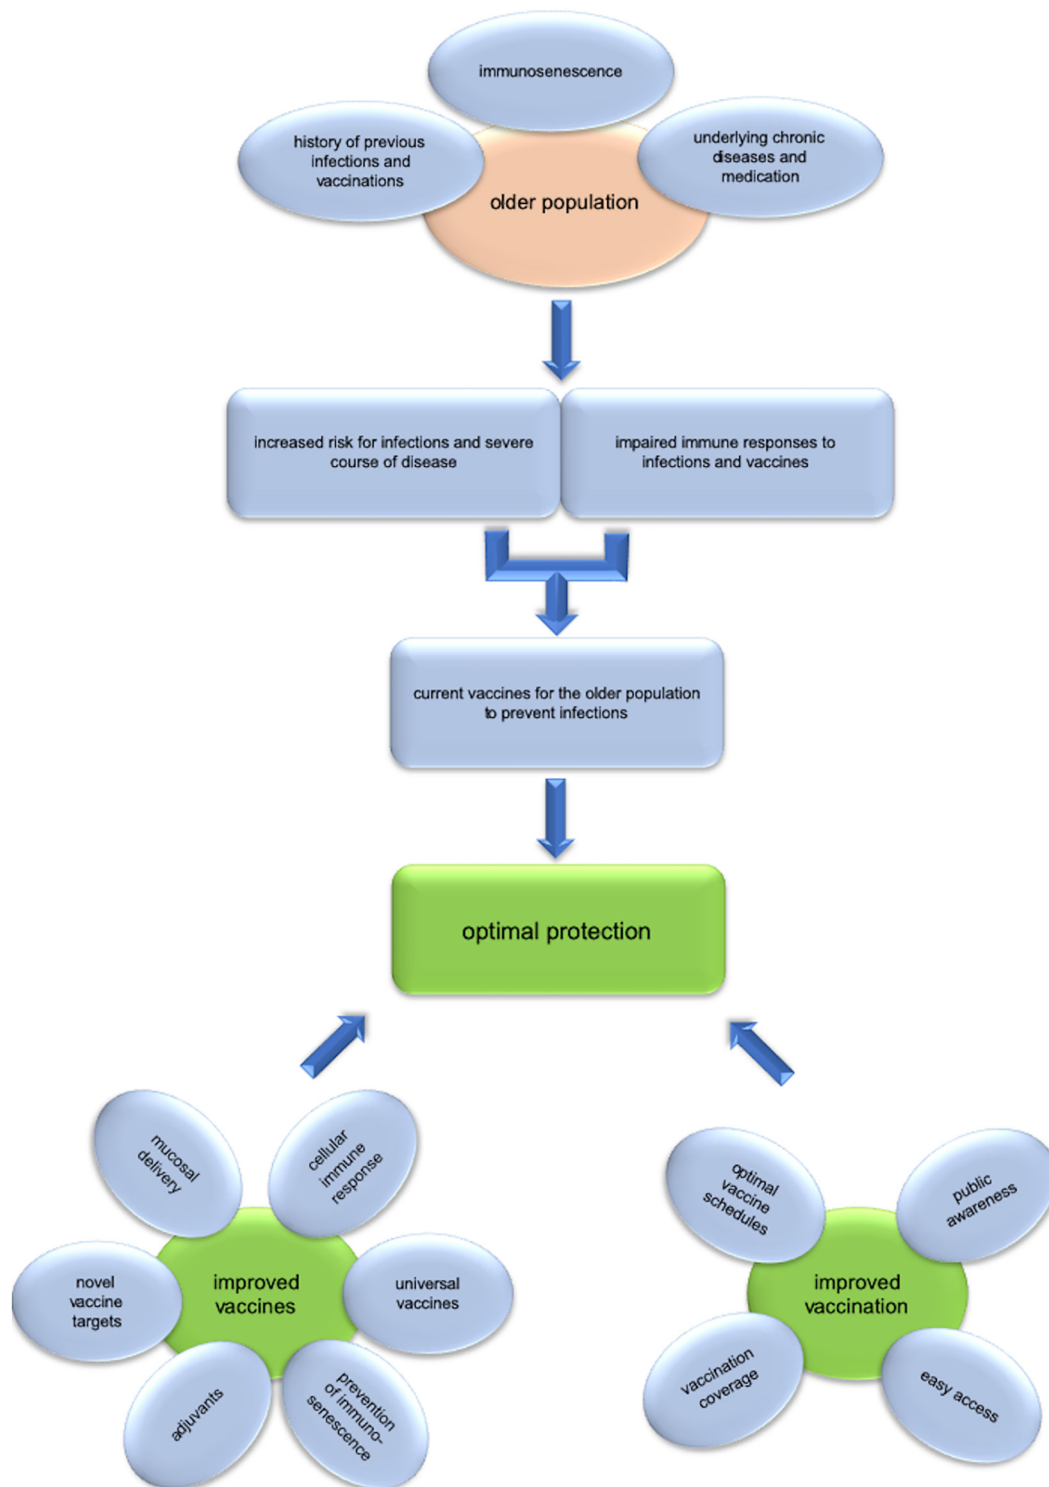 immunosenescence
history of previous
infections and
vaccinations
underlying chronic
diseases and
medication
older population
increased risk for infections and severe
course of disease
impaired immune responses to
infections and vaccines
current vaccines for the older population
to prevent infections
optimal protection
mucosal
delivery
cellular
immune
response
novel
vaccine
targets
improved
vaccines
universal
vaccines
adjuvants
prevention
of immuno-
senescence
optimal
vaccine
schedules
public
awareness
improved
vaccination
vaccination
coverage
easy access